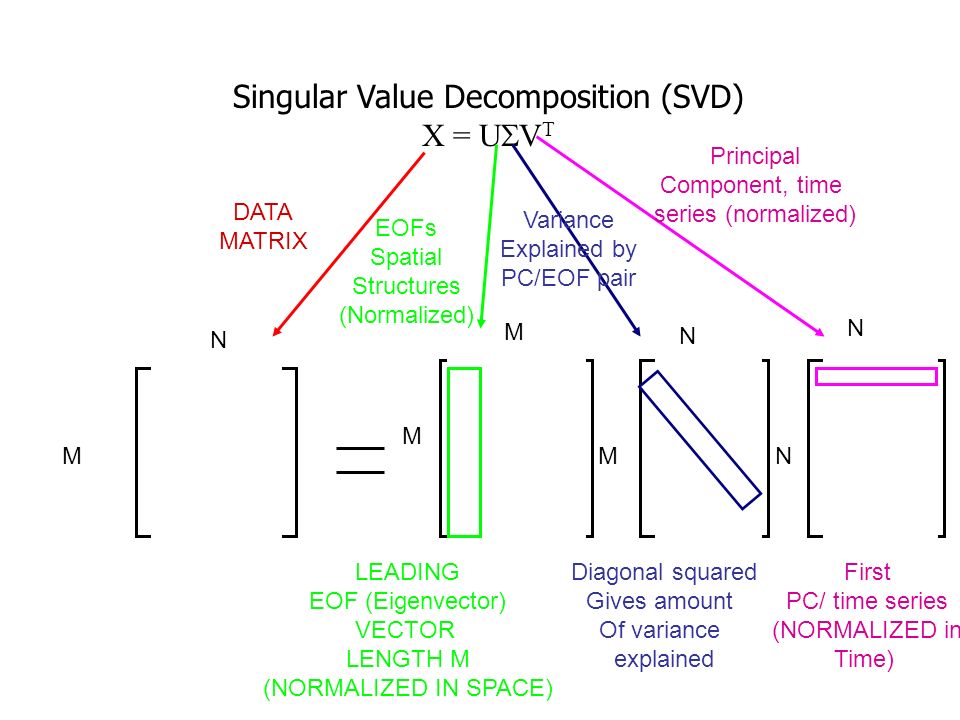 Singular Value Decomposition (SVD)
X = UΣVᵀ
DATA
MATRIX
EOFs
Spatial
Structures
(Normalized)
Variance
Explained by
PC/EOF pair
Principal
Component, time
series (normalized)
N
M
N
N
M
M
M
N
LEADING
EOF (Eigenvector)
VECTOR
LENGTH M
(NORMALIZED IN SPACE)
Diagonal squared
Gives amount
Of variance
explained
First
PC/ time series
(NORMALIZED in
Time)